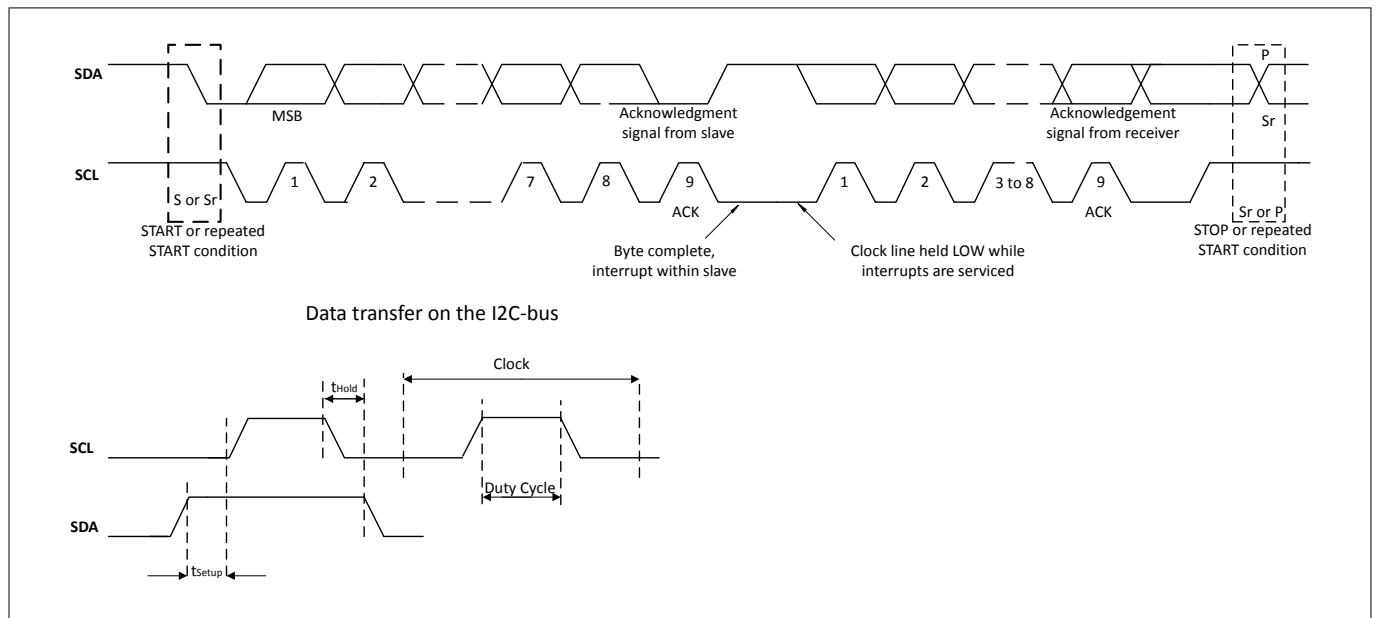 P
SDA
MSB
Acknowledgment
signal from slave
Acknowledgement
signal from receiver
Sr
SCL
1
2
7
8
9
1
2
3 to 8
9
S or Sr
ACK
ACK
Sr or P
START or repeated
START condition
STOP or repeated
START condition
Byte complete,
interrupt within slave
Clock line held LOW while
interrupts are serviced
Data transfer on the I2C-bus
Clock
tHold
SCL
Duty Cycle
SDA
tSetup